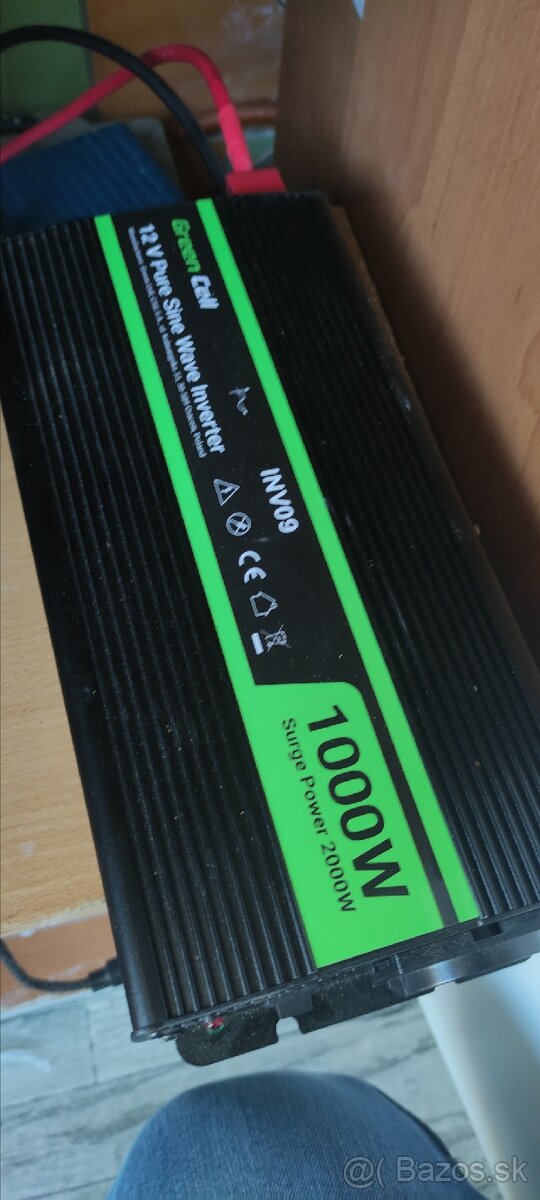 Green Cell
12 V Pure Sine Wave Inverter
INV09
CE
1000W
Surge Power 2000W
@( Bazos.sk